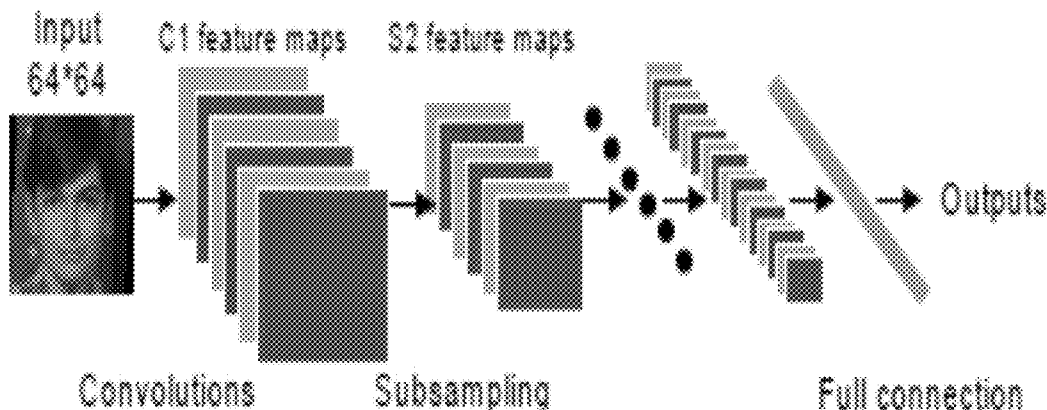 Input
64*64
C1 feature maps
S2 feature maps
Outputs
Convolutions
Subsampling
Full connection